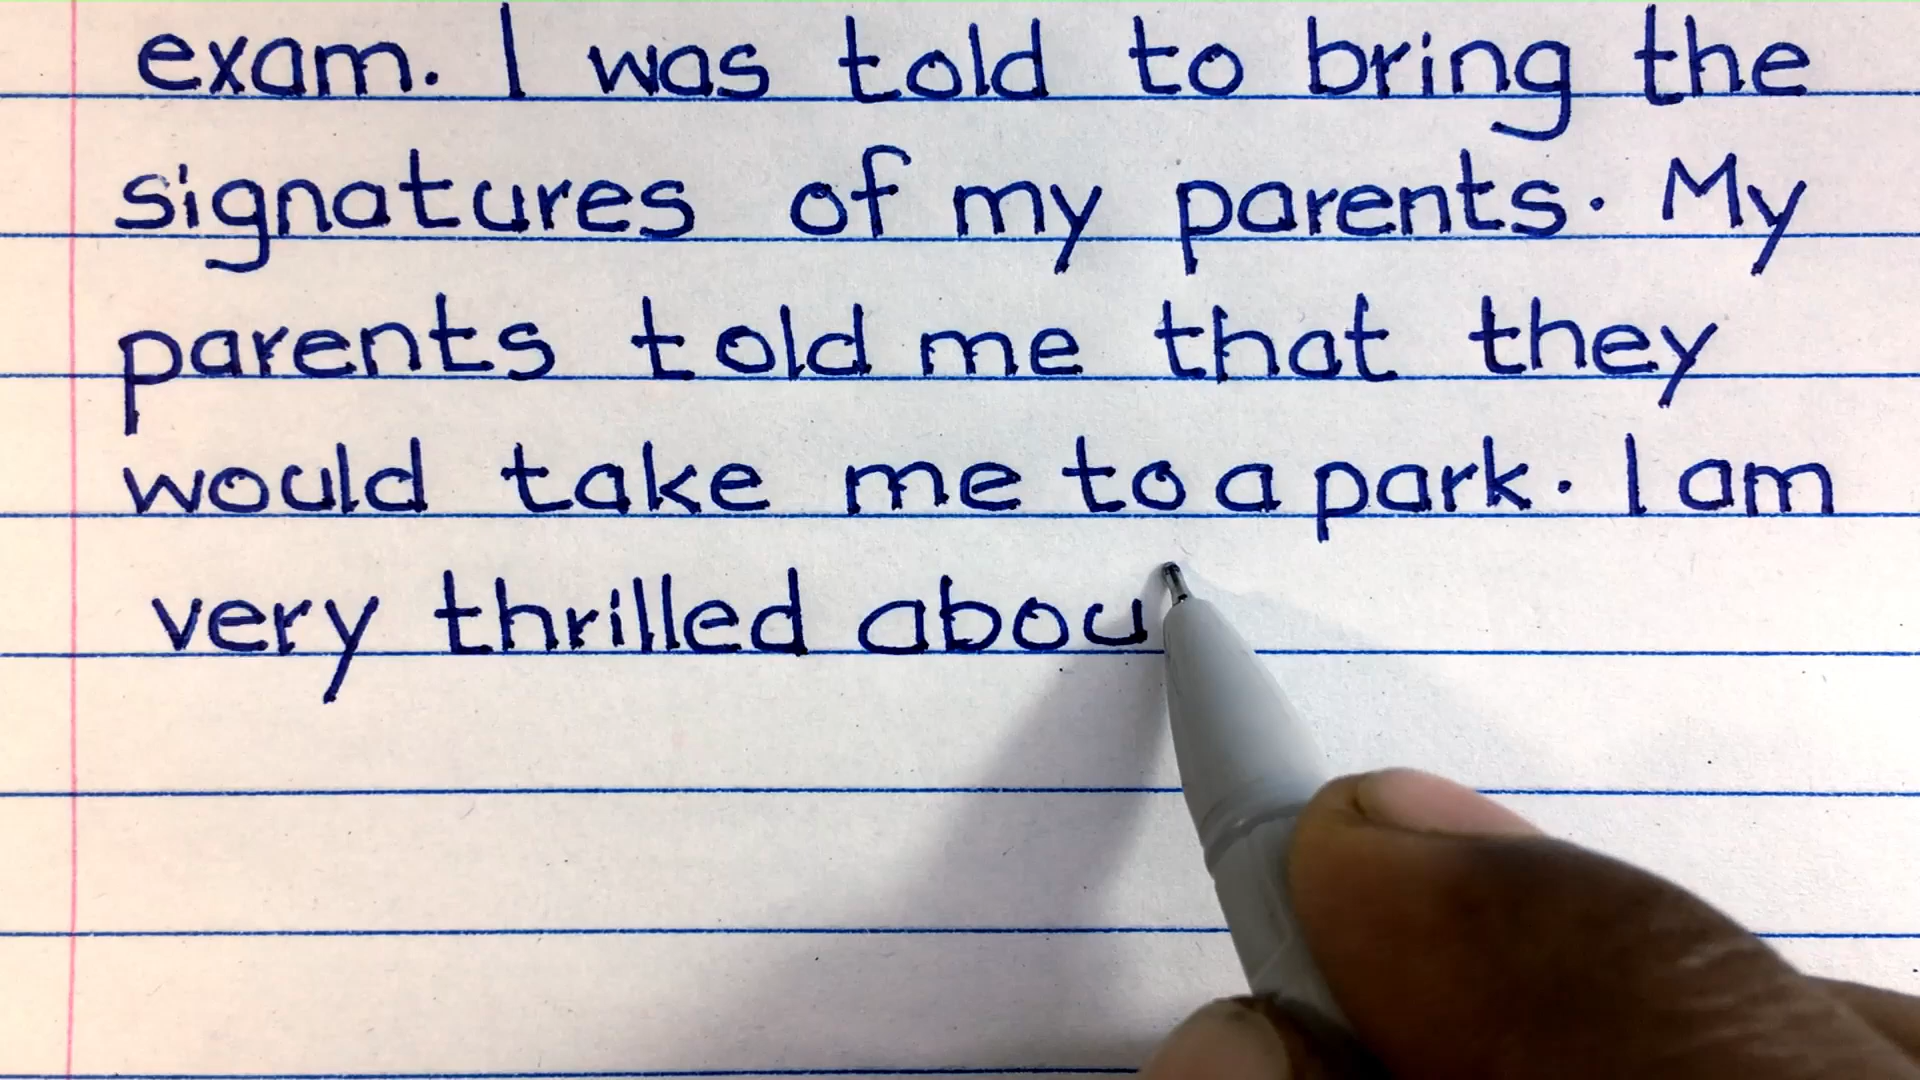 exam. I was told to bring the
signatures of my parents. My
parents told me that they
would take me to a park. I am
very thrilled abou